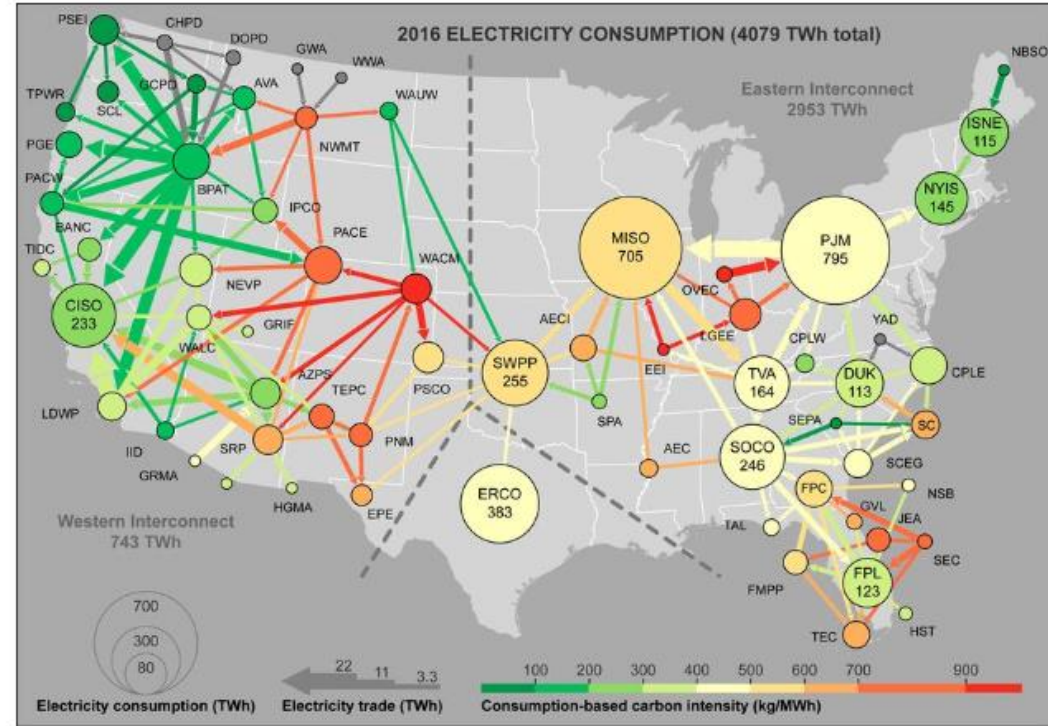 2016 ELECTRICITY CONSUMPTION (4079 TWh total)
PSEI
CHPD
DOPD
GWA
WWA
NBSO
Eastern Interconnect
2953 TWh
TPWR
SCL
GCPD
AVA
WAUW
ISNE
115
PGE
NWMT
PACW
BPAT
NYIS
145
BANC
IPCO
MISO
705
PJM
795
TIDC
PACE
WACM
NEVP
OVEC
CISO
233
GRIF
AECI
LGEE
CPLW
YAD
WALC
SWPP
255
EEI
TVA
164
DUK
113
CPLE
LDWP
AZPS
TEPC
PSCO
SPA
SEPA
SC
IID
SRP
PNM
AEC
SOCO
246
SCEG
GRMA
HGMA
EPE
ERCO
383
FPC
NSB
Western Interconnect
743 TWh
TAL
GVL
JEA
SEC
FMPP
FPL
123
TEC
HST
700
300
80
22
11
3.3
100 200 300 400 500 600 700 900
Electricity consumption (TWh)
Electricity trade (TWh)
Consumption-based carbon intensity (kg/MWh)